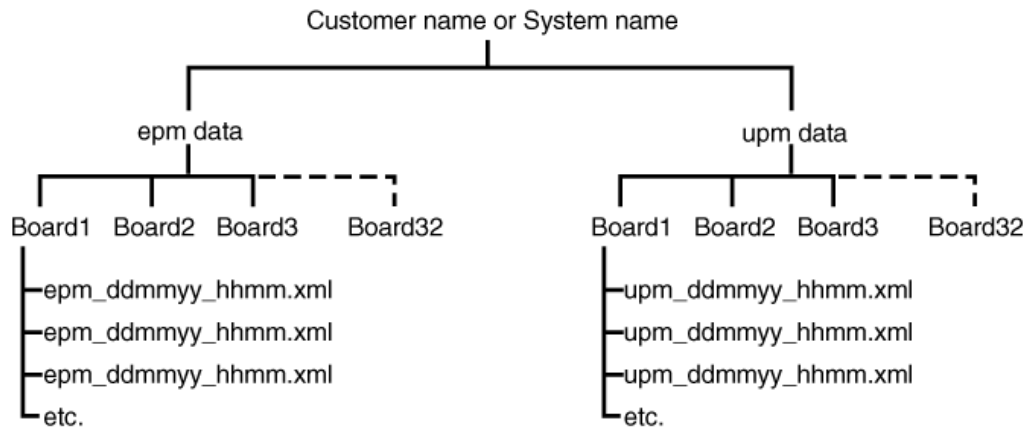 Customer name or System name
epm data
upm data
Board1 Board2 Board3 Board32
Board1 Board2 Board3 Board32
epm_ddmmyy_hhmm.xml
epm_ddmmyy_hhmm.xml
epm_ddmmyy_hhmm.xml
etc.
upm_ddmmyy_hhmm.xml
upm_ddmmyy_hhmm.xml
upm_ddmmyy_hhmm.xml
etc.